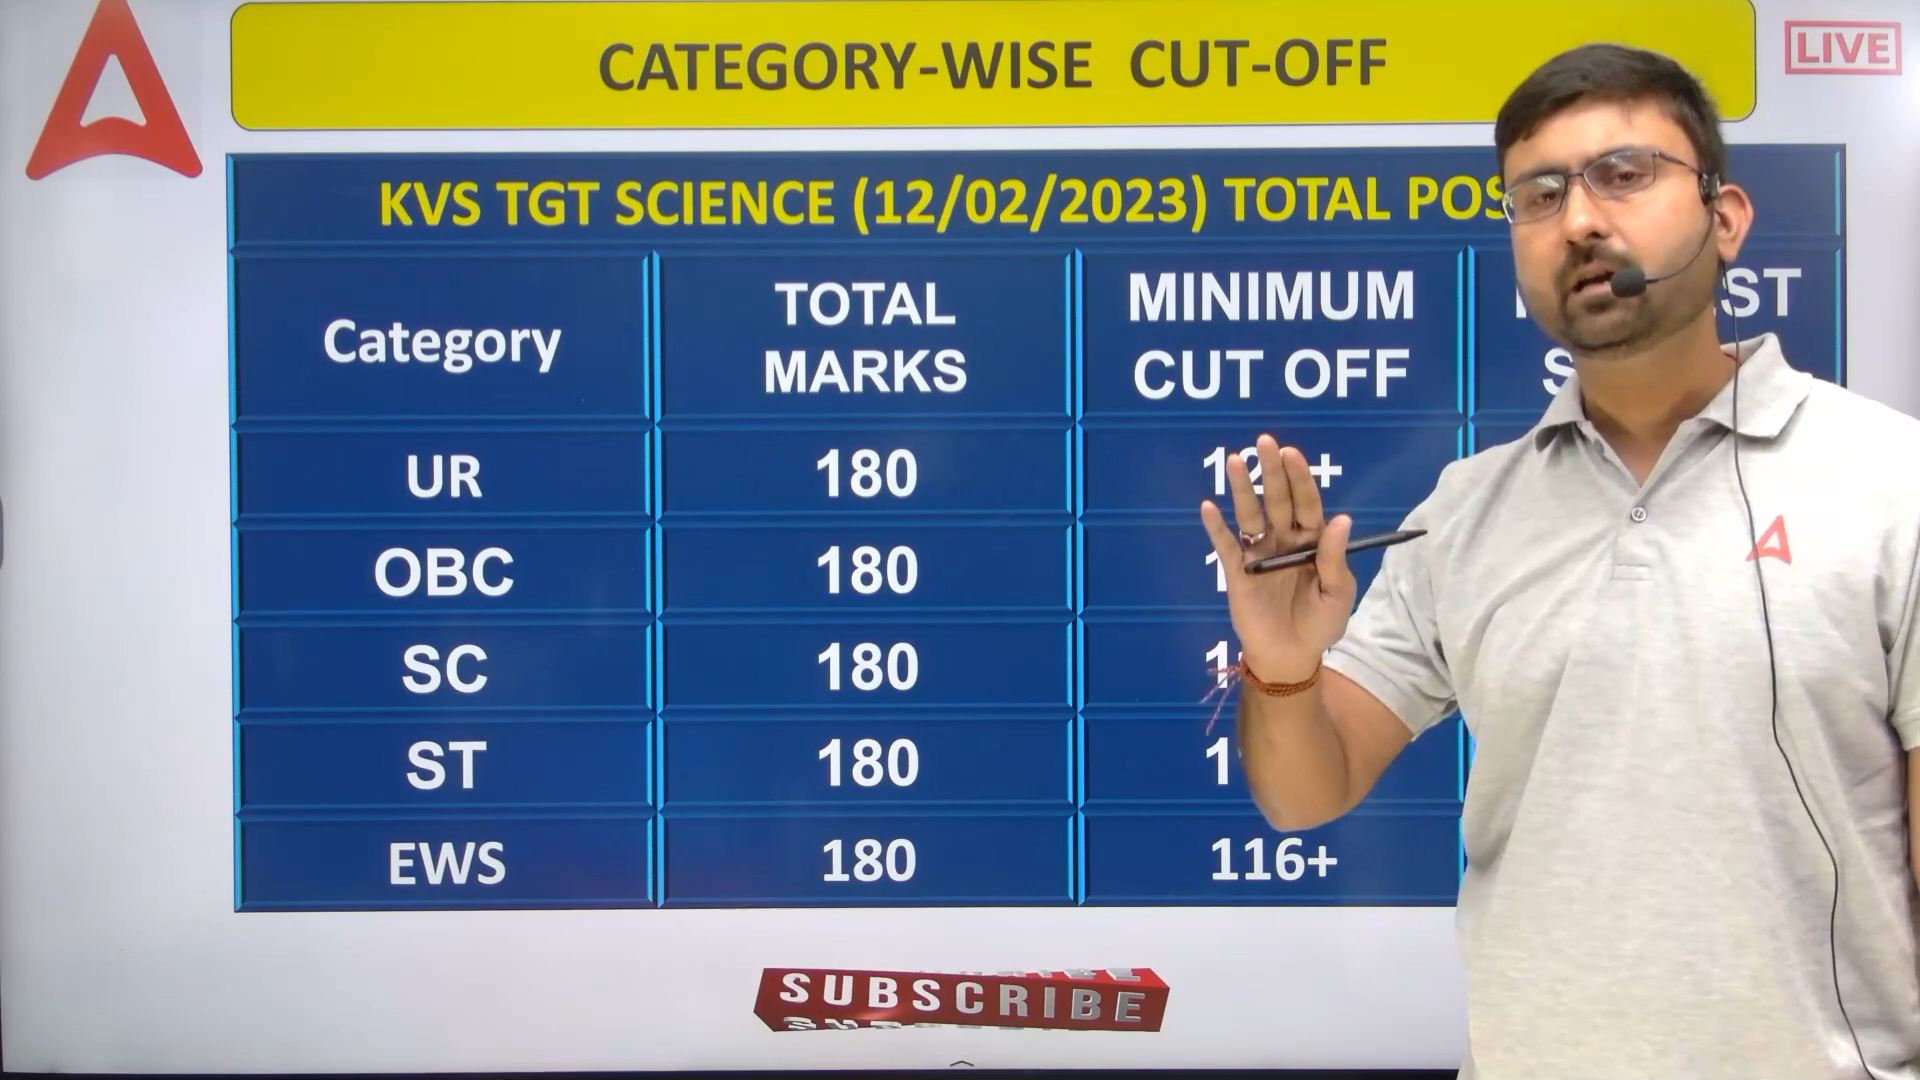 CATEGORY-WISE CUT-OFF
LIVE
KVS TGT SCIENCE (12/02/2023) TOTAL
Category
TOTAL
MARKS
MINIMUM
CUT OFF
UR 180
OBC 180
SC 180
ST 180
EWS 180 116+
SUBSCRIBE